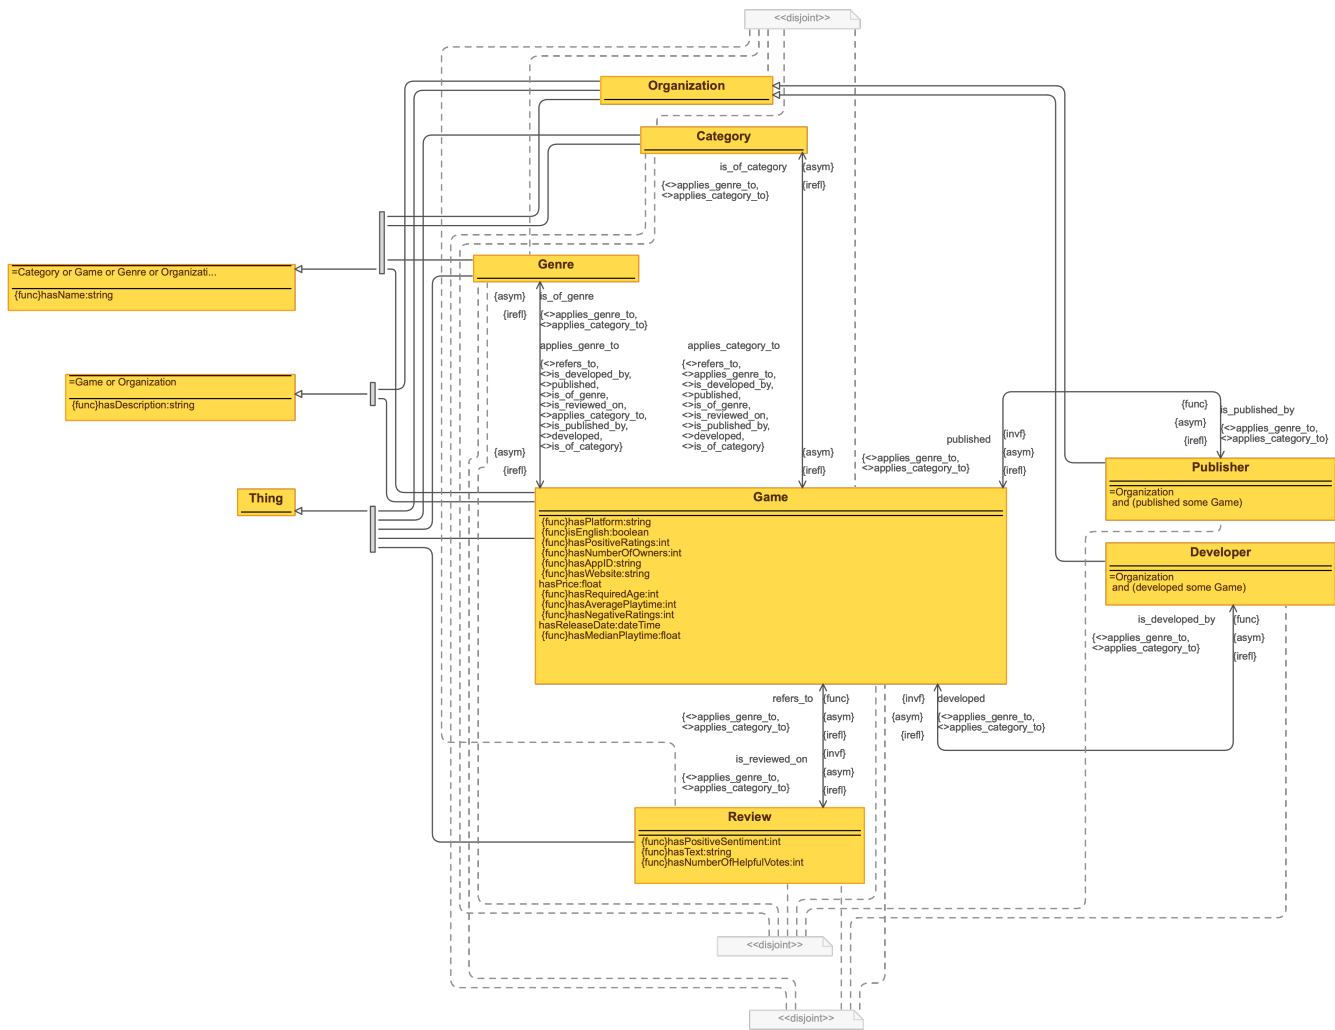 <<disjoint>>
Organization
Category
is_of_category
{asym}
{<>applies_genre_to,
<>applies_category_to}
{irefl}
Genre
=Category or Game or Genre or Organizati...
{func}hasName:string
{asym}
is_of_genre
{irefl}
{<>applies_genre_to,
<>applies_category_to}
applies_genre_to
{<>refers_to,
<>is_developed_by,
<>published,
<>is_of_genre,
<>is_reviewed_on,
<>applies_category_to,
<>is_published_by,
<>developed,
<>is_of_category}
{asym}
{irefl}
applies_category_to
{<>refers_to,
<>applies_genre_to,
<>is_developed_by,
<>published,
<>is_of_genre,
<>is_reviewed_on,
<>is_published_by,
<>developed,
<>is_of_category}
{asym}
{irefl}
=Game or Organization
{func}hasDescription:string
published
{invf}
{<>applies_genre_to,
<>applies_category_to}
{asym}
{irefl}
{func}
is_published_by
{asym}
{irefl}
{<>applies_genre_to,
<>applies_category_to}
Publisher
=Organization
and (published some Game)
Thing
Game
{func}hasPlatform:string
{func}isEnglish:boolean
{func}hasPositiveRatings:int
{func}hasNumberOfOwners:int
{func}hasAppID:string
{func}hasWebsite:string
hasPrice:float
{func}hasRequiredAge:int
{func}hasAveragePlaytime:int
{func}hasNegativeRatings:int
hasReleaseDate:dateTime
{func}hasMedianPlaytime:float
Developer
=Organization
and (developed some Game)
is_developed_by
{func}
{<>applies_genre_to,
<>applies_category_to}
{asym}
{irefl}
refers_to
{func}
{<>applies_genre_to,
<>applies_category_to}
{asym}
{irefl}
is_reviewed_on
{invf}
{<>applies_genre_to,
<>applies_category_to}
{asym}
{irefl}
{invf}
developed
{asym}
{irefl}
{<>applies_genre_to,
<>applies_category_to}
Review
{func}hasPositiveSentiment:int
{func}hasText:string
{func}hasNumberOfHelpfulVotes:int
<<disjoint>>
<<disjoint>>